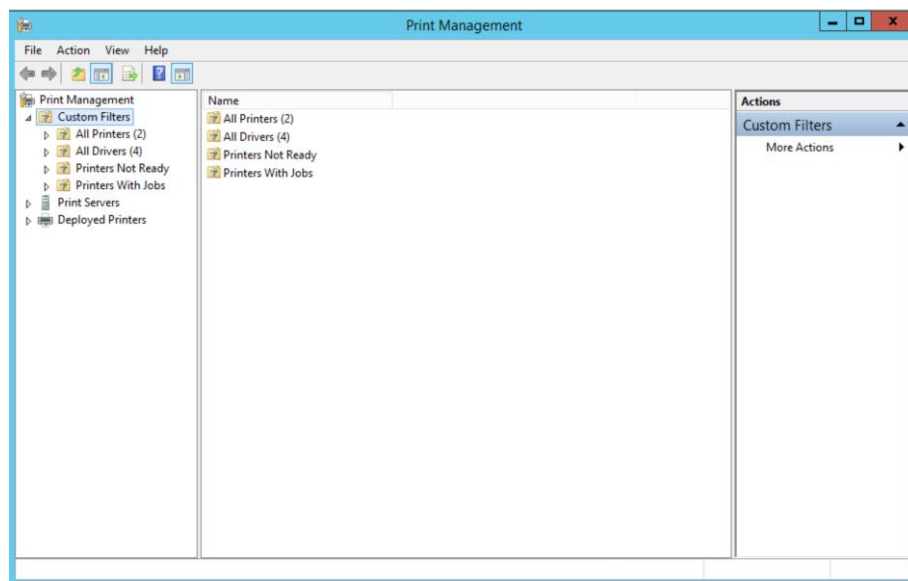 Print Management
File Action View Help
Print Management
Custom Filters
All Printers (2)
All Drivers (4)
Printers Not Ready
Printers With Jobs
Print Servers
Deployed Printers
Name
All Printers (2)
All Drivers (4)
Printers Not Ready
Printers With Jobs
Actions
Custom Filters
More Actions